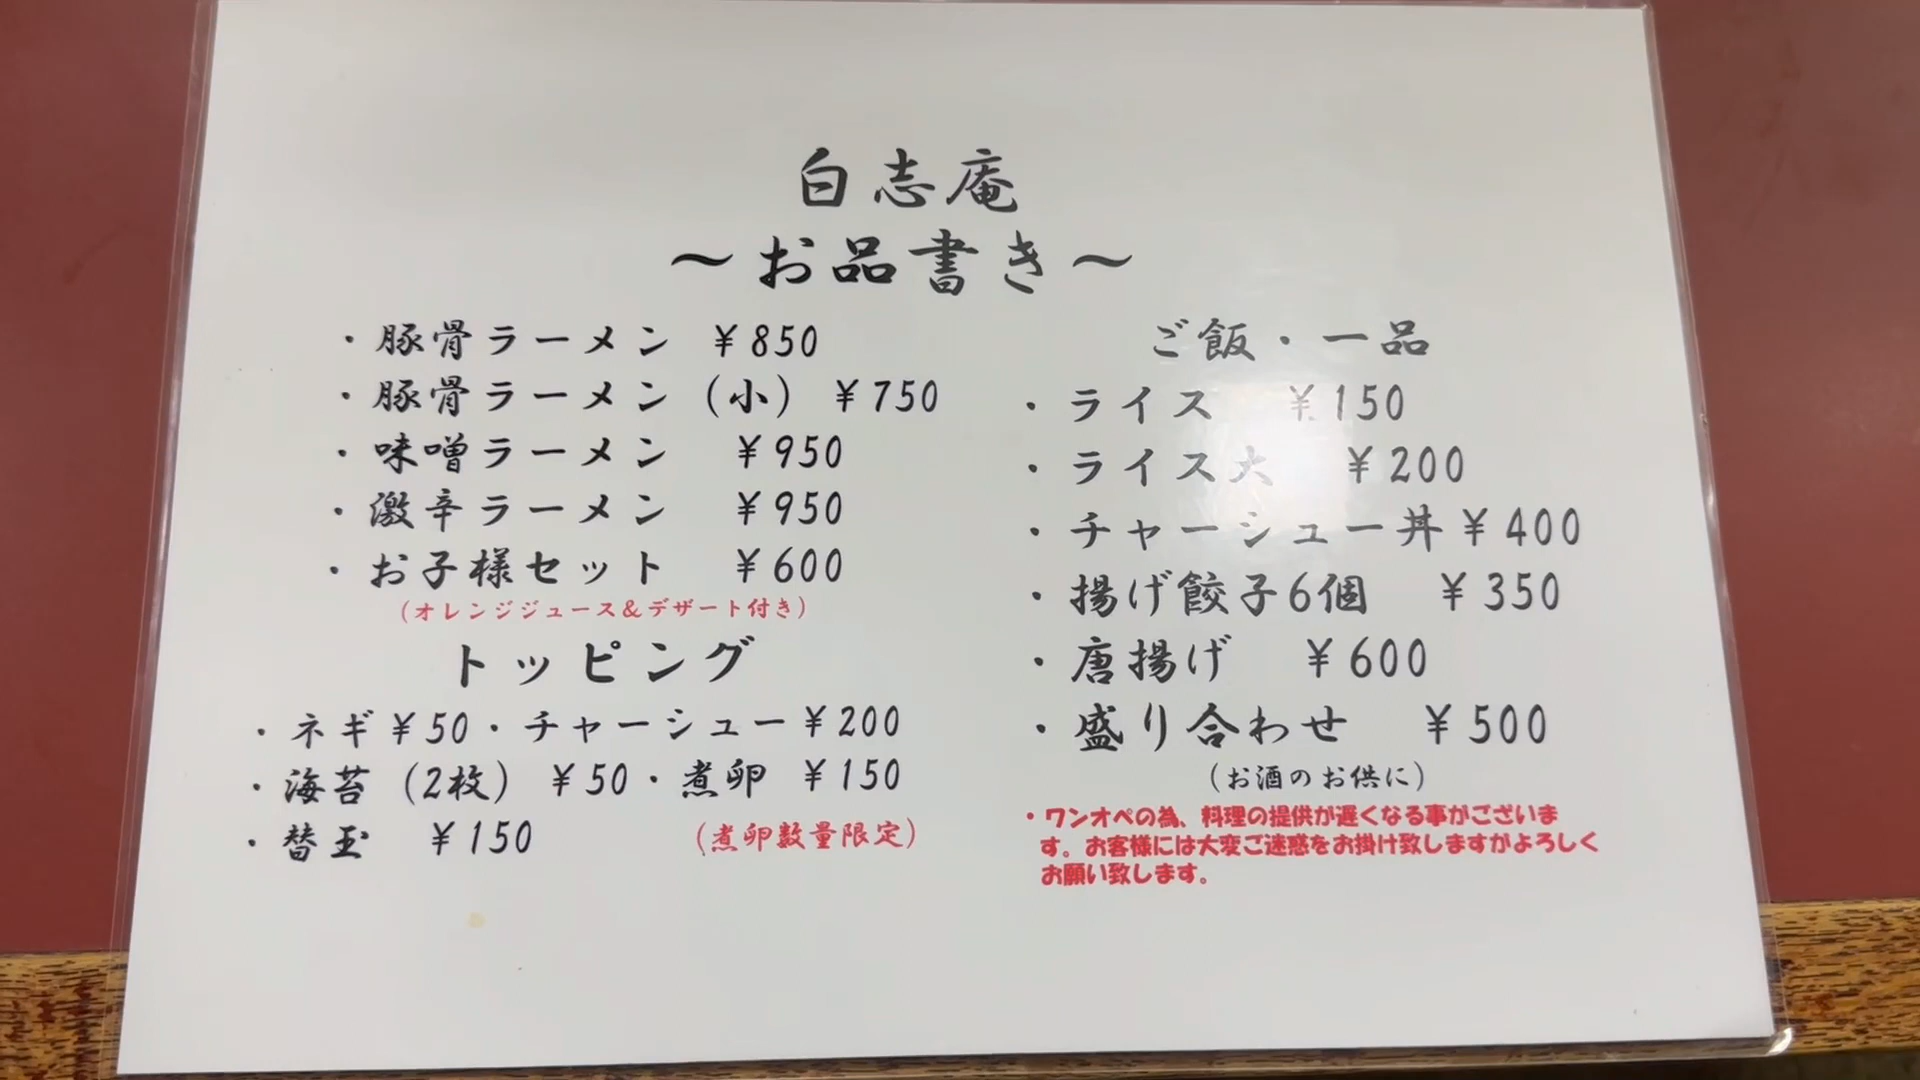 白志庵
～お品書き～
・豚骨ラーメン ￥850
・豚骨ラーメン（小） ￥750
・味噌ラーメン ￥950
・激辛ラーメン ￥950
・お子様セット ￥600
（オレンジジュース＆デザート付き）
トッピング
・ネギ￥50・チャーシュー￥200
・海苔（2枚） ￥50・煮卵 ￥150
・替玉 ￥150 （煮卵数量限定）
ご飯・一品
・ライス ￥150
・ライス大 ￥200
・チャーシュー丼￥400
・揚げ餃子6個 ￥350
・唐揚げ ￥600
・盛り合わせ ￥500
（お酒のお供に）
・ワンオペの為、料理の提供が遅くなる事がございま
す。お客様には大変ご迷惑をお掛け致しますがよろしく
お願い致します。